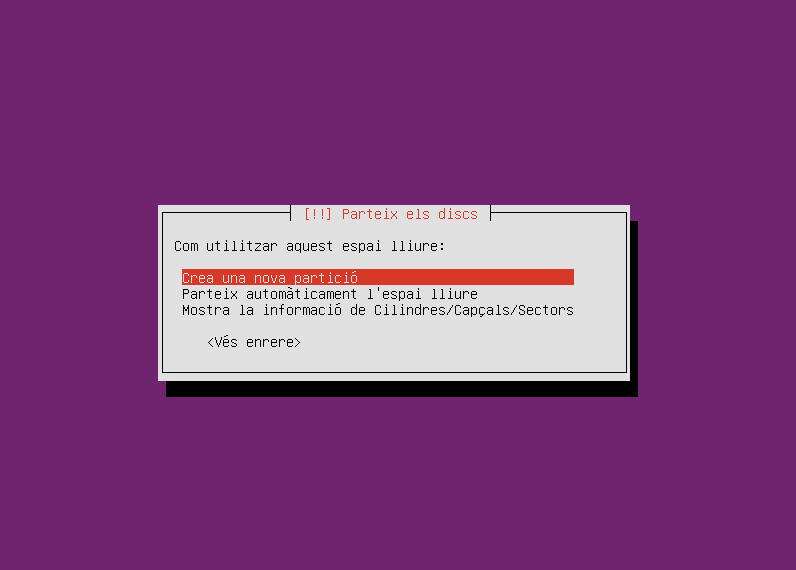 [!!] Parteix els discs
Com utilitzar aquest espai lliure:
Crea una nova partició
Parteix automàticament l'espai lliure
Mostra la informació de Cilindres/Capçals/Sectors
<Vés enrere>